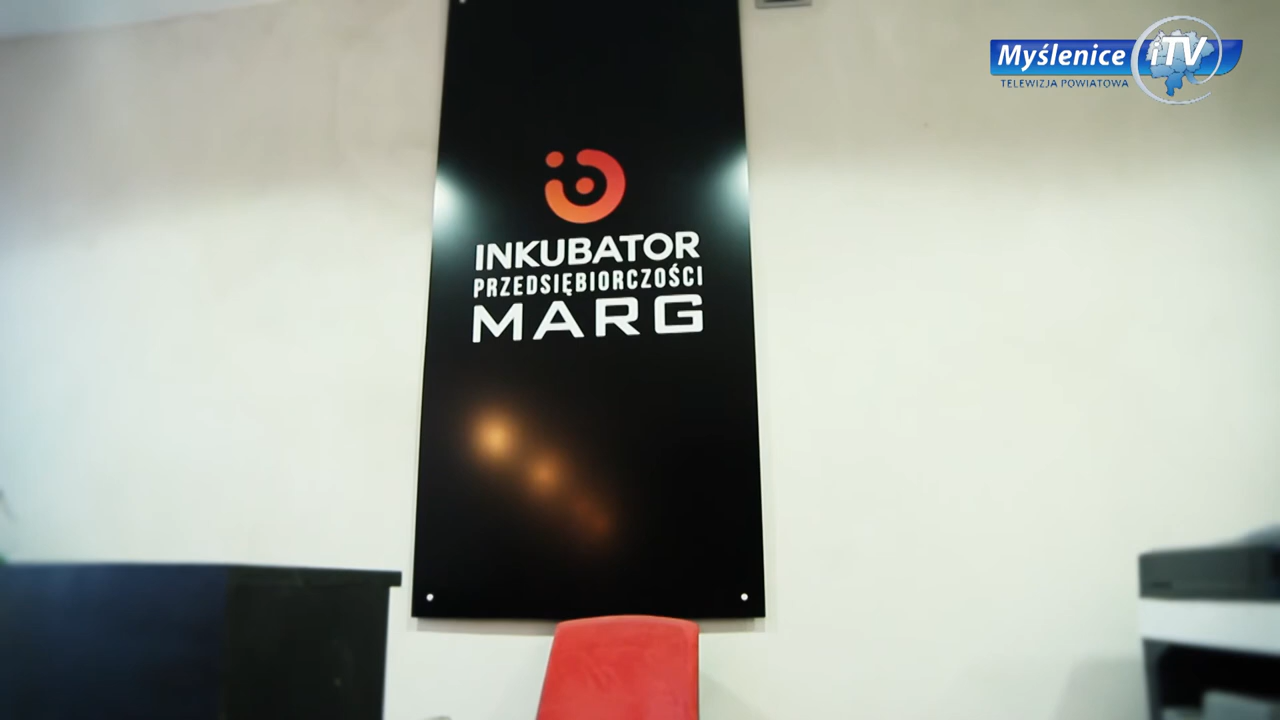 Myślenice iTV
TELEWIZJA POWIATOWA
INKUBATOR
PRZEDSIĘBIORCZOŚCI
MARG